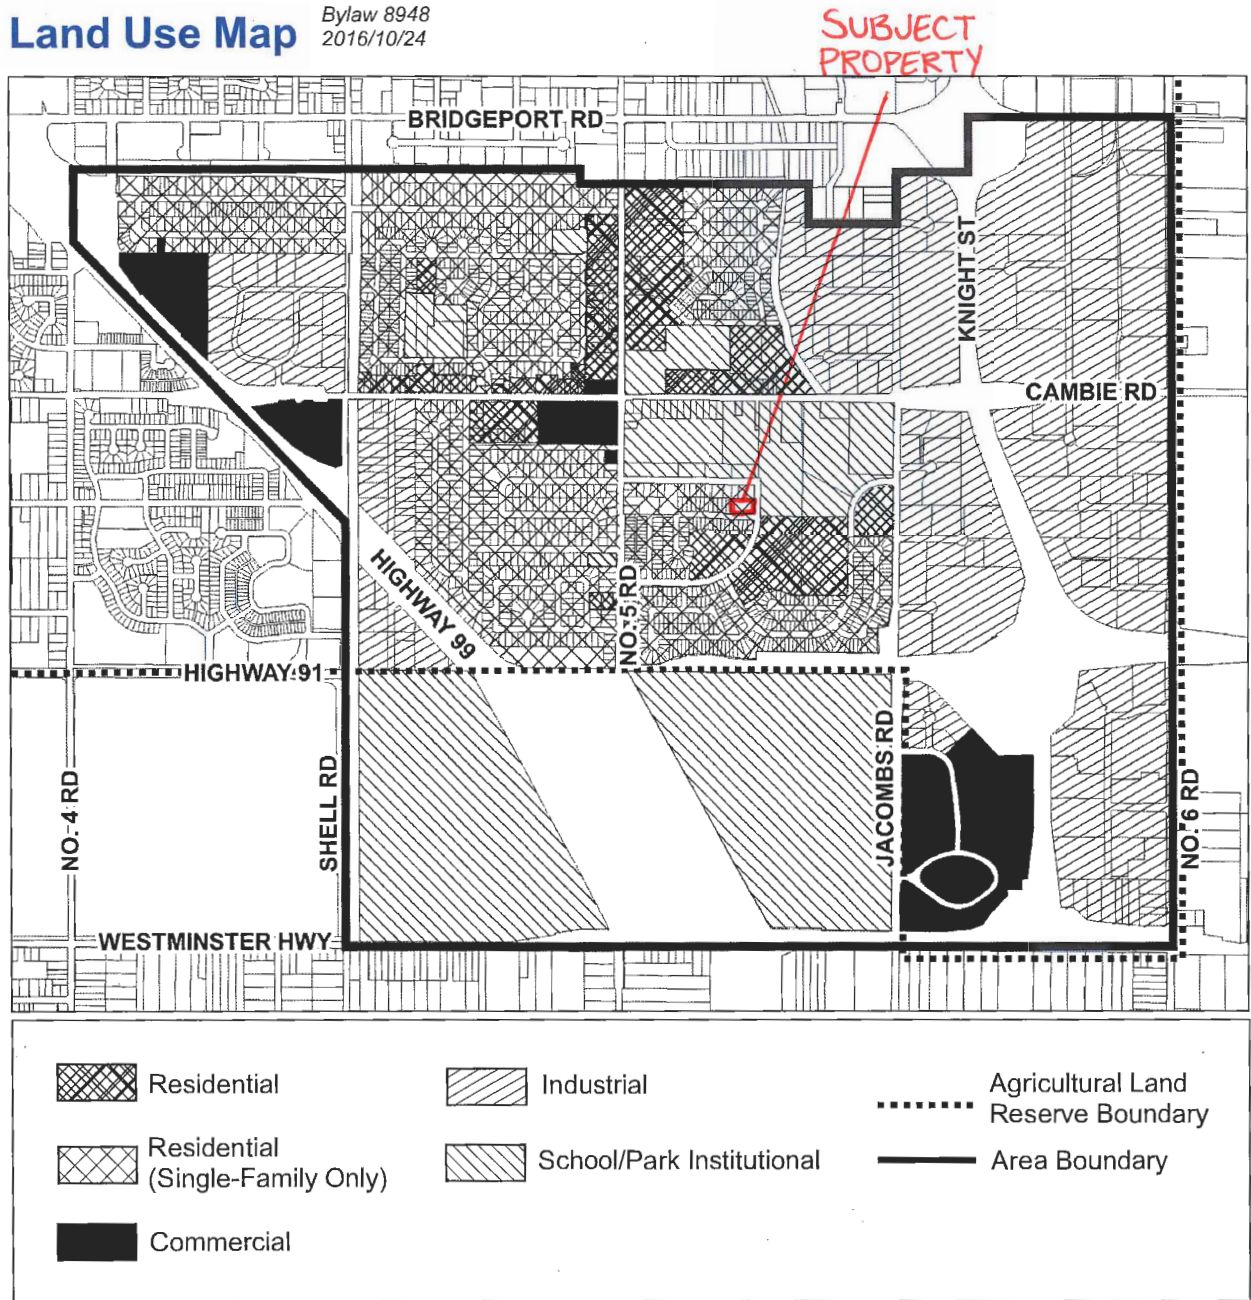 Land Use Map
Bylaw 8948
2016/10/24
SUBJECT
PROPERTY
BRIDGEPORT RD
KNIGHT ST
CAMBIE RD
HIGHWAY 99
NO. 5 RD
HIGHWAY 91
NO. 4 RD
SHELL RD
JACOMBS RD
NO. 6 RD
WESTMINSTER HWY
Residential
Residential
(Single-Family Only)
Commercial
Industrial
School/Park Institutional
Agricultural Land
Reserve Boundary
Area Boundary